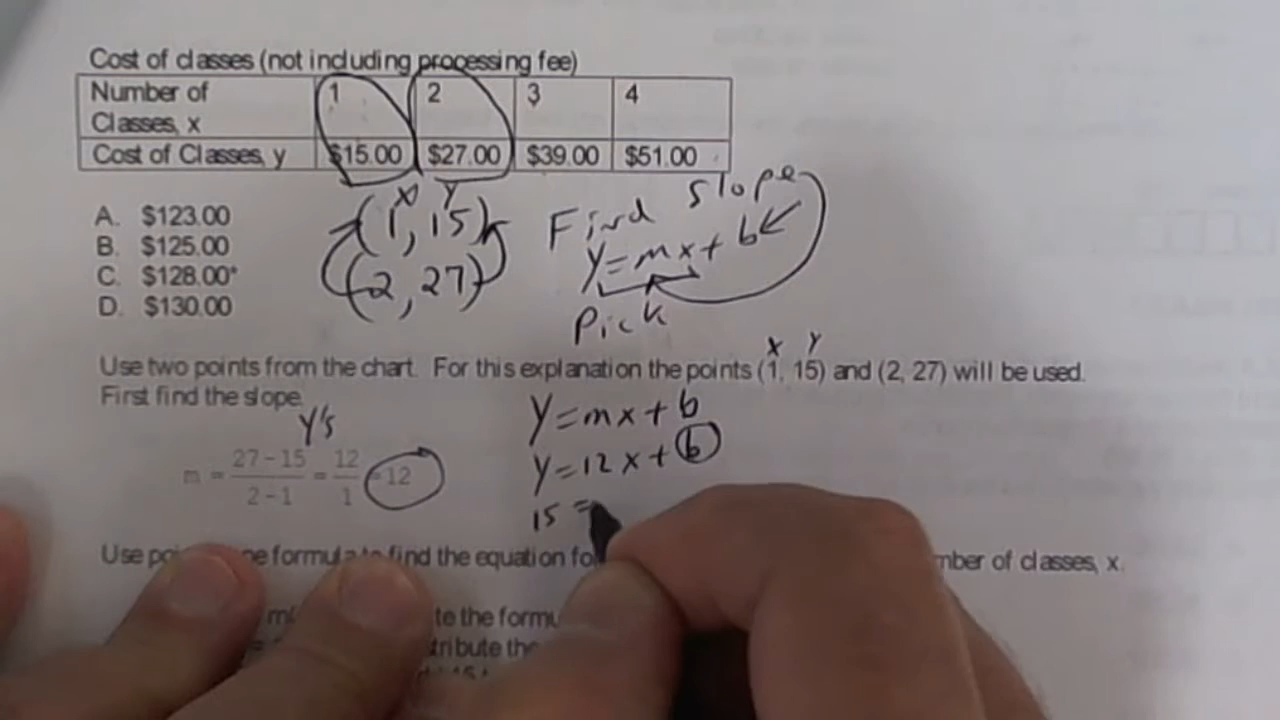 Cost of classes (not including processing fee)
Number of Classes, x 1 2 3 4
Cost of Classes, y $15.00 $27.00 $39.00 $51.00
A. $123.00
B. $125.00
C. $128.00*
D. $130.00
x y
(1, 15)
(2, 27)
Find slope
y=mx+b
Pick
x y
Use two points from the chart. For this explanation the points (1, 15) and (2, 27) will be used.
First find the slope.
y's
m = 27-15 / 2-1 = 12 / 1 = 12
y=mx+b
y=12x+b
15 =
Use formula to find the equation number of classes, x.
the
the